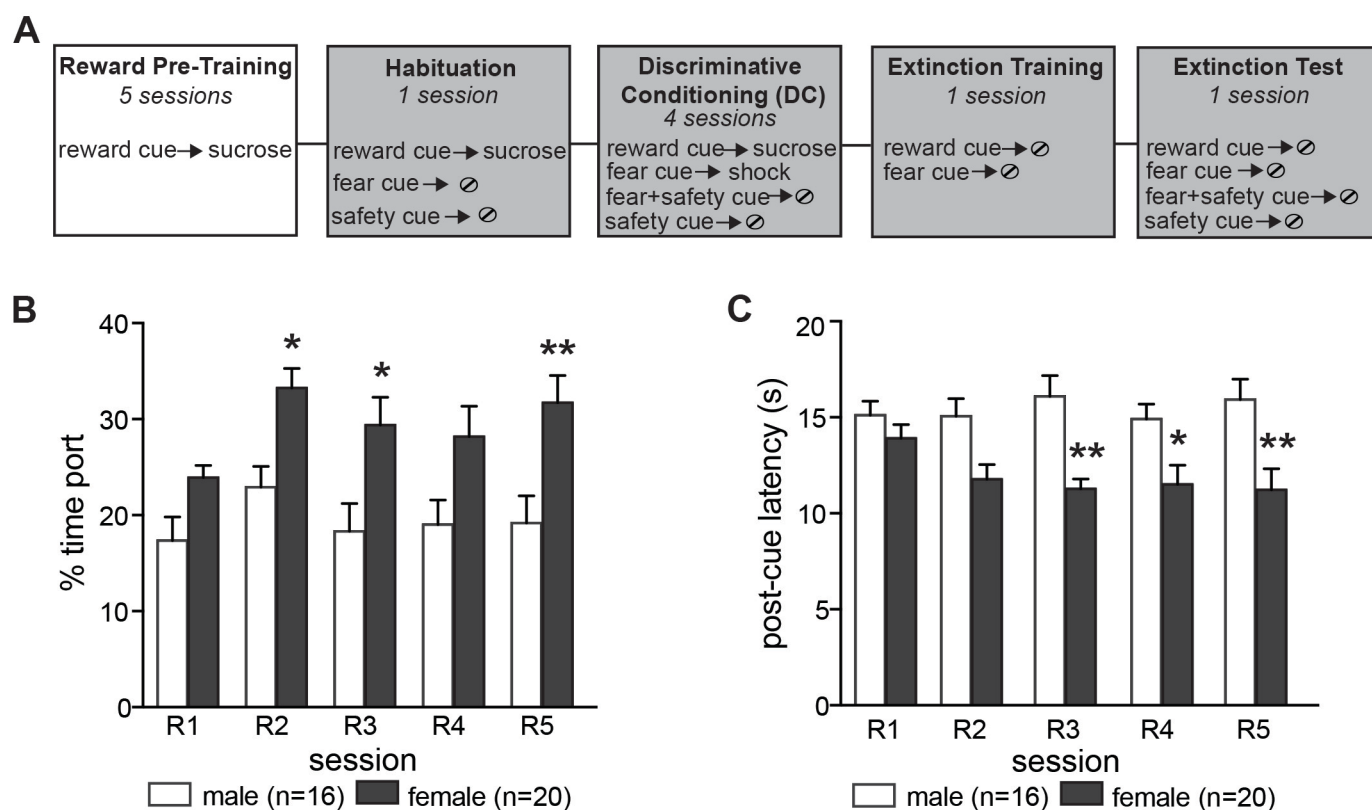 A
Reward Pre-Training
5 sessions
reward cue→ sucrose
Habituation
1 session
reward cue→ sucrose
fear cue→ ⊘
safety cue→ ⊘
Discriminative
Conditioning (DC)
4 sessions
reward cue→ sucrose
fear cue→ shock
fear+safety cue→ ⊘
safety cue→ ⊘
Extinction Training
1 session
reward cue→ ⊘
fear cue→ ⊘
Extinction Test
1 session
reward cue→ ⊘
fear cue→ ⊘
fear+safety cue→ ⊘
safety cue→ ⊘
B
% time port
40
30
20
10
0
*
*
**
R1 R2 R3 R4 R5
session
male (n=16) female (n=20)
C
post-cue latency (s)
20
15
10
5
0
**
*
**
R1 R2 R3 R4 R5
session
male (n=16) female (n=20)